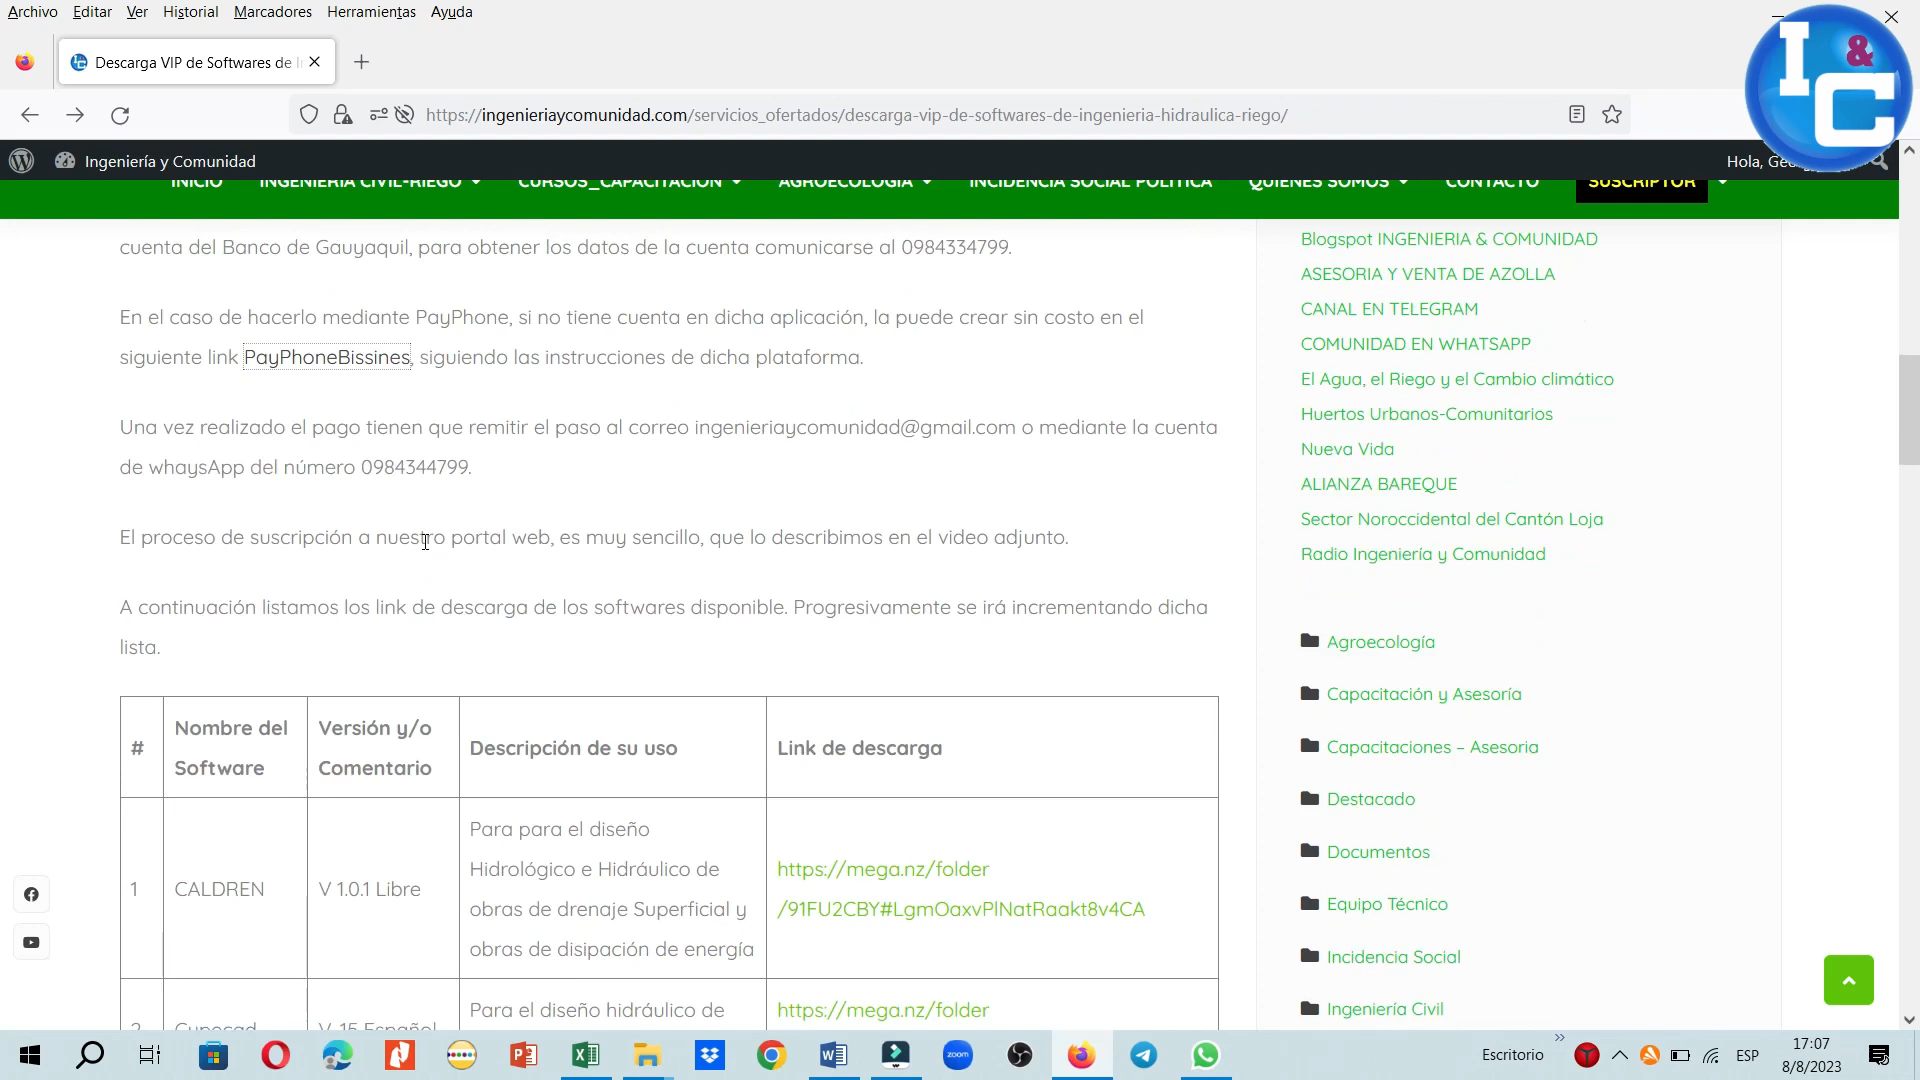 Archivo Editar Ver Historial Marcadores Herramientas Ayuda
Descarga VIP de Softwares de I
https://ingenieriaycomunidad.com/servicios_ofertados/descarga-vip-de-softwares-de-ingenieria-hidraulica-riego/
I & C
Ingeniería y Comunidad
Hola, Ge
INICIO INGENIERIA CIVIL-RIEGO CURSOS_CAPACITACION AGROECOLOGIA INCIDENCIA SOCIAL POLITICA QUIENES SOMOS CONTACTO SUSCRIPTOR
cuenta del Banco de Gauyaquil, para obtener los datos de la cuenta comunicarse al 0984334799.
En el caso de hacerlo mediante PayPhone, si no tiene cuenta en dicha aplicación, la puede crear sin costo en el
siguiente link PayPhoneBissines, siguiendo las instrucciones de dicha plataforma.
Una vez realizado el pago tienen que remitir el paso al correo ingenieriaycomunidad@gmail.com o mediante la cuenta
de whaysApp del número 0984344799.
El proceso de suscripción a nuestro portal web, es muy sencillo, que lo describimos en el video adjunto.
A continuación listamos los link de descarga de los softwares disponible. Progresivamente se irá incrementando dicha
lista.
# Nombre del Software Versión y/o Comentario Descripción de su uso Link de descarga
1 CALDREN V 1.0.1 Libre
Para para el diseño
Hidrológico e Hidráulico de
obras de drenaje Superficial y
obras de disipación de energía
https://mega.nz/folder
/91FU2CBY#LgmOaxvPlNatRaakt8v4CA
2 Cypecad V. 15 Español
Para el diseño hidráulico de
https://mega.nz/folder
Blogspot INGENIERIA & COMUNIDAD
ASESORIA Y VENTA DE AZOLLA
CANAL EN TELEGRAM
COMUNIDAD EN WHATSAPP
El Agua, el Riego y el Cambio climático
Huertos Urbanos-Comunitarios
Nueva Vida
ALIANZA BAREQUE
Sector Noroccidental del Cantón Loja
Radio Ingeniería y Comunidad
Agroecología
Capacitación y Asesoría
Capacitaciones – Asesoria
Destacado
Documentos
Equipo Técnico
Incidencia Social
Ingeniería Civil
zoom
Escritorio
ESP
17:07
8/8/2023